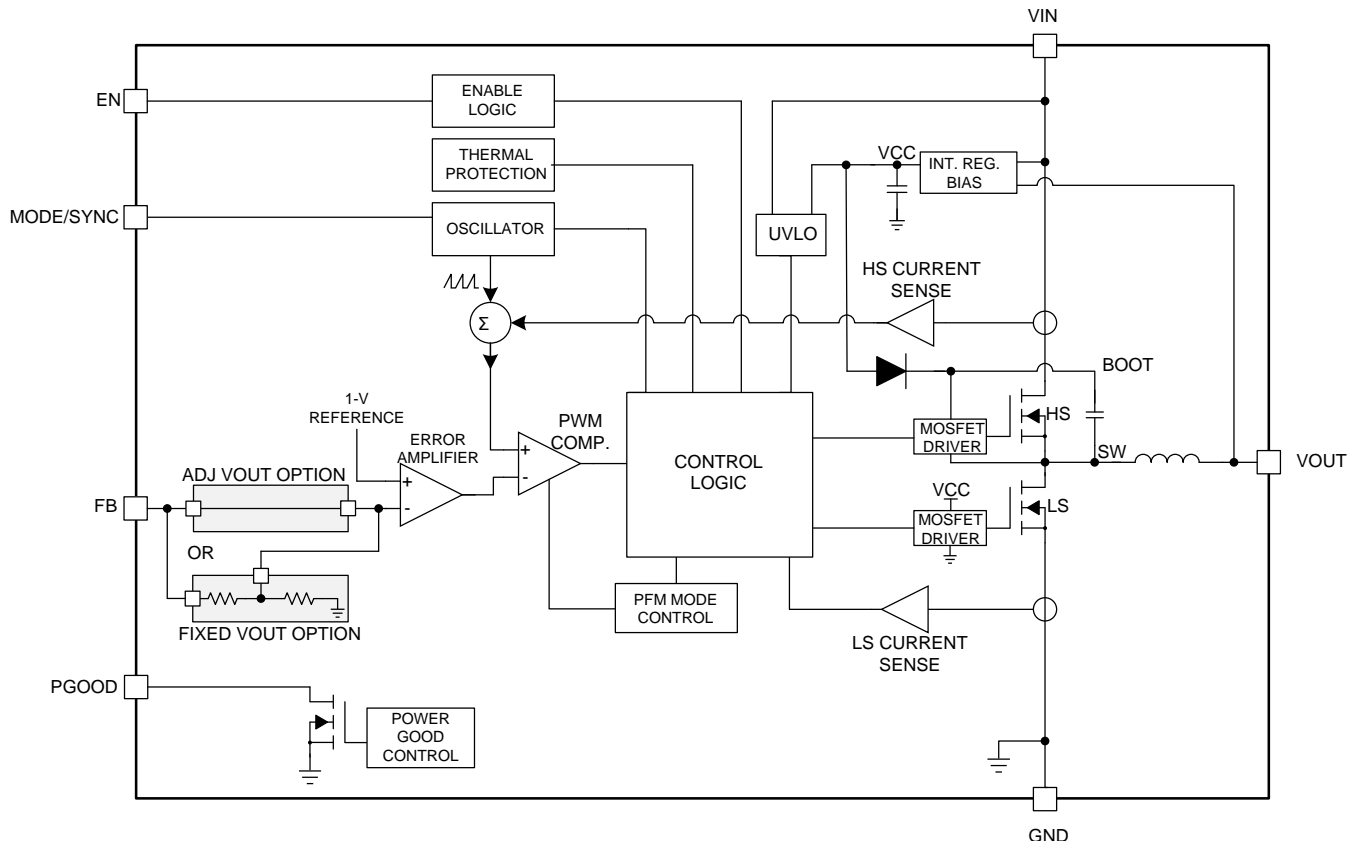 VIN
EN
ENABLE
LOGIC
THERMAL
PROTECTION
VCC
INT. REG.
BIAS
MODE/SYNC
OSCILLATOR
UVLO
HS CURRENT
SENSE
Σ
BOOT
1-V
REFERENCE
ERROR
AMPLIFIER
+
-
PWM
COMP.
+
-
CONTROL
LOGIC
MOSFET
DRIVER
HS
SW
VOUT
VCC
MOSFET
DRIVER
LS
ADJ VOUT OPTION
FB
OR
FIXED VOUT OPTION
PFM MODE
CONTROL
LS CURRENT
SENSE
PGOOD
POWER
GOOD
CONTROL
GND